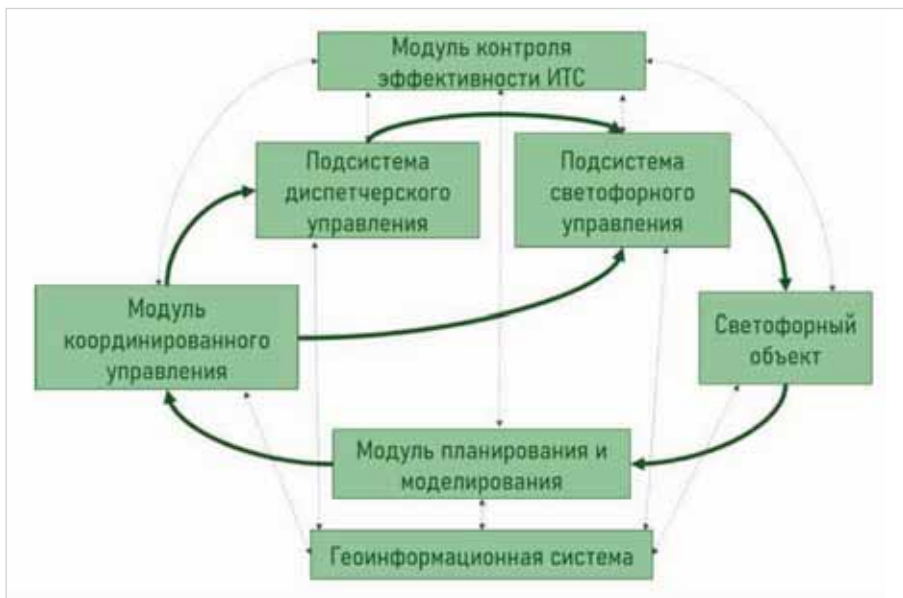 Модуль контроля
эффективности ИТС
Подсистема
диспетчерского
управления
Подсистема
светофорного
управления
Модуль
координированного
управления
Светофорный
объект
Модуль планирования и
моделирования
Геоинформационная система